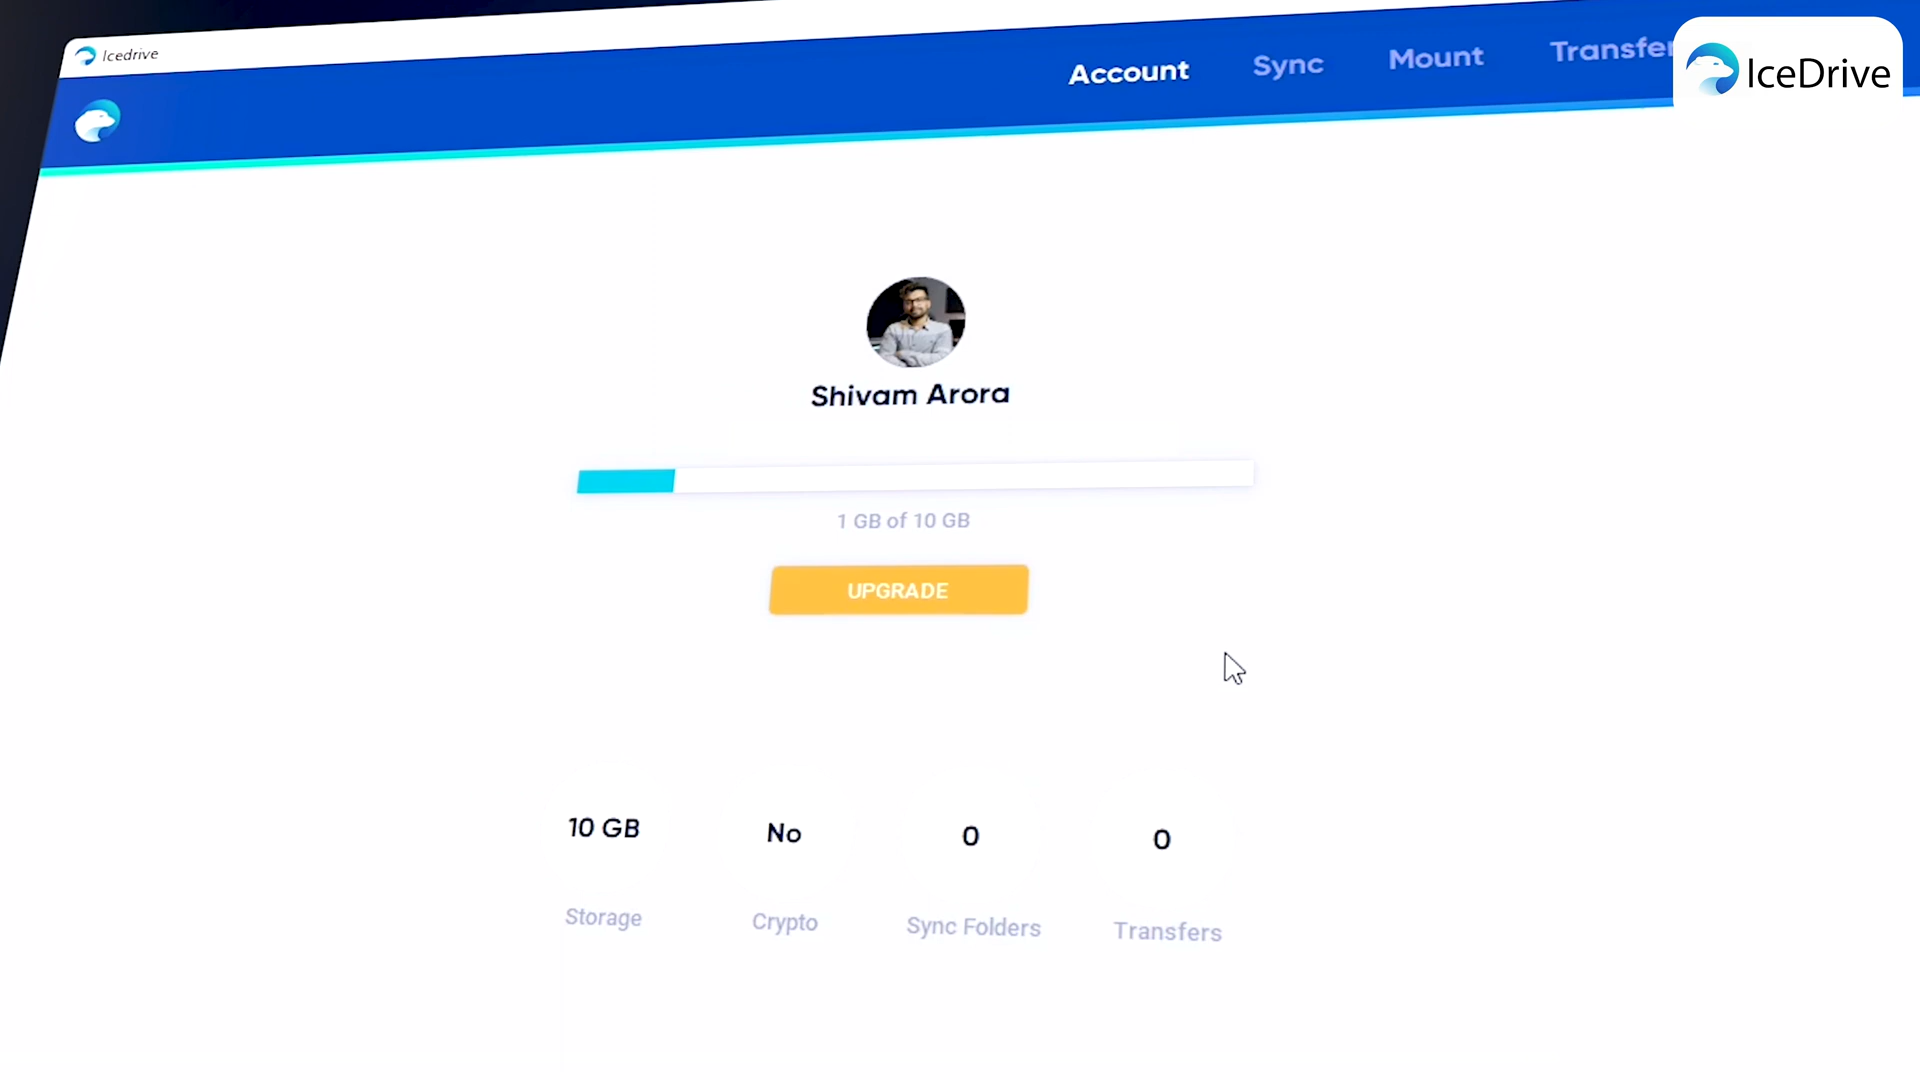 Icedrive
Account
Sync
Mount
Transfer
IceDrive
Shivam Arora
1 GB of 10 GB
UPGRADE
10 GB
No
0
0
Storage
Crypto
Sync Folders
Transfers